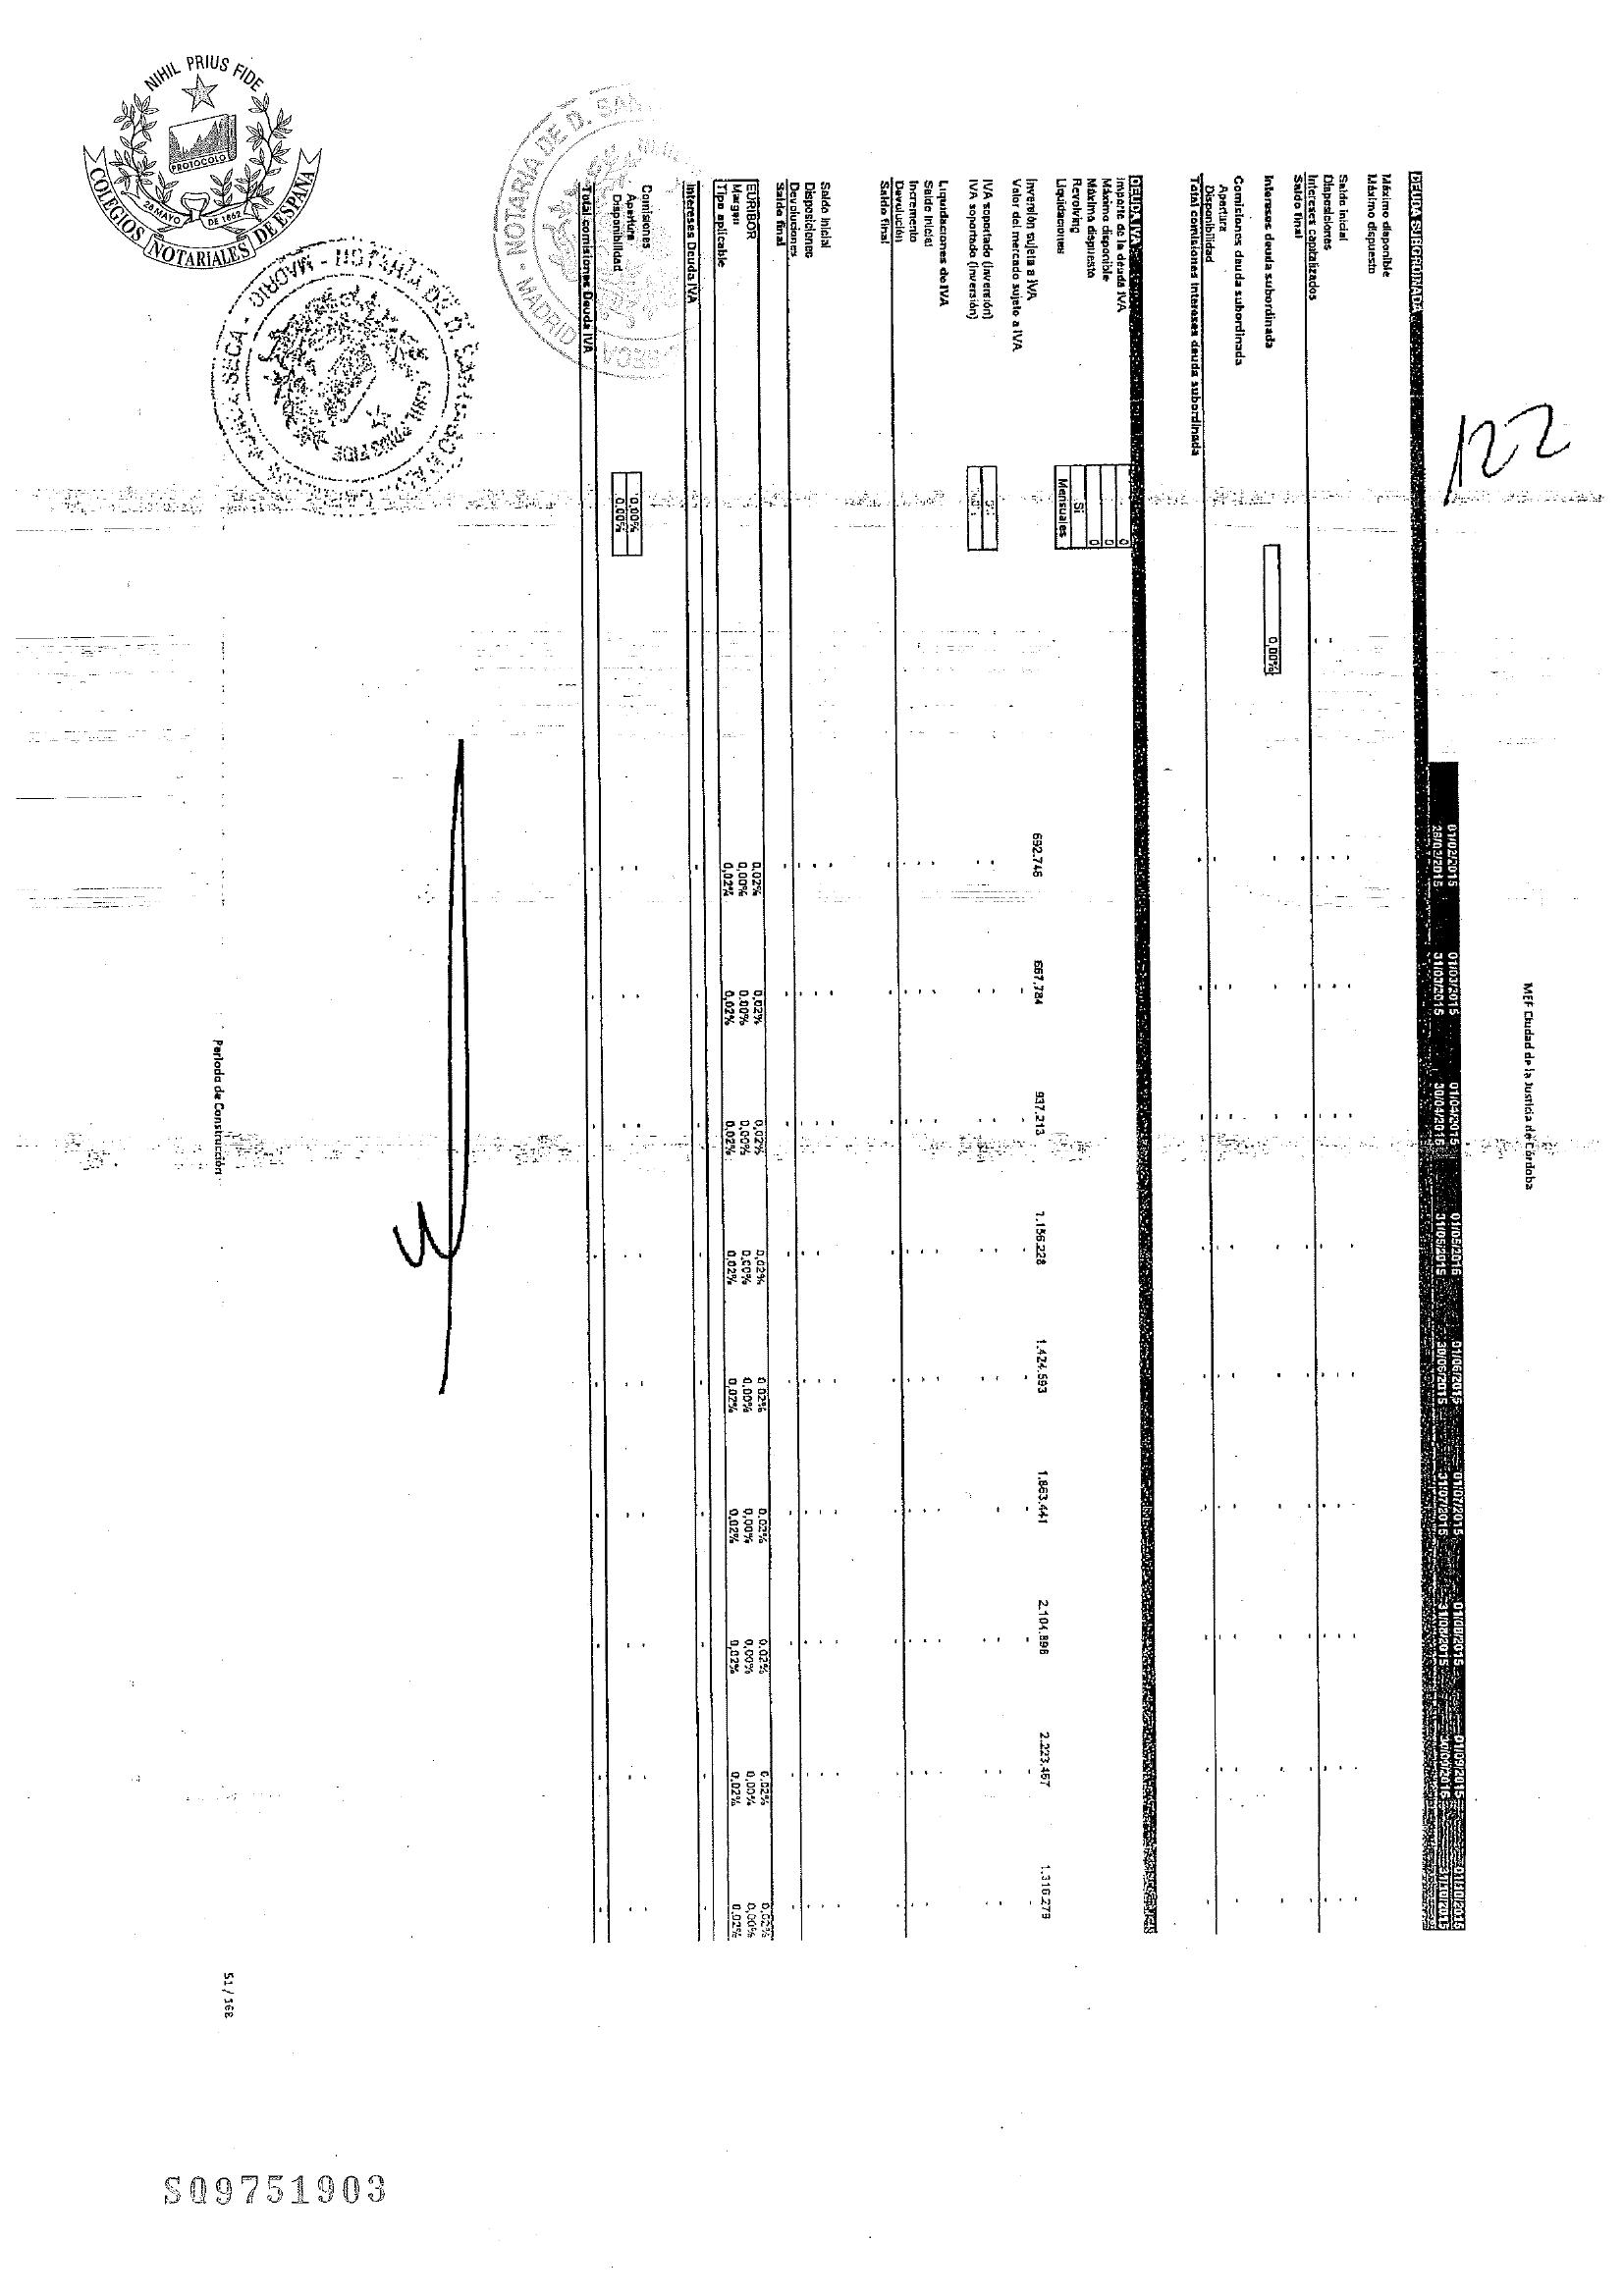 122
MEF Ciudad de la Justicia de Córdoba
01/02/2015 01/03/2015 01/04/2015 01/05/2015 01/06/2015 01/07/2015 01/08/2015 01/09/2015 01/10/2015
28/02/2015 31/03/2015 30/04/2015 31/05/2015 30/06/2015 31/07/2015 31/08/2015 30/09/2015 31/10/2015
DEUDA SUBORDINADA
Máximo disponible
Máximo dispuesto
Saldo inicial
Disposiciones
Intereses capitalizados
Saldo final
Intereses deuda subordinada 0,00%
Comisiones deuda subordinada
Apertura
Disponibilidad
Total comisiones intereses deuda subordinada
DEUDA IVA
Importe de la deuda IVA 0
Máximo disponible 0
Máximo dispuesto 0
Revolving Si
Liquidaciones Mensuales
Inversión sujeta a IVA 692.746 667.784 937.213 1.156.228 1.424.593 1.863.441 2.104.896 2.223.467 1.316.279
Valor del mercado sujeto a IVA
IVA soportado (inversión)
IVA soportado (inversión)
Liquidaciones de IVA
Saldo inicial
Incremento
Devolución
Saldo final
Saldo inicial
Disposiciones
Devoluciones
Saldo final
EURIBOR 0,02% 0,02% 0,02% 0,02% 0,02% 0,02% 0,02% 0,02% 0,02%
Margen 0,00% 0,00% 0,00% 0,00% 0,00% 0,00% 0,00% 0,00% 0,00%
Tipo aplicable 0,02% 0,02% 0,02% 0,02% 0,02% 0,02% 0,02% 0,02% 0,02%
Intereses Deuda IVA
Comisiones
Apertura 0,00%
Disponibilidad 0,00%
Total comisiones Deuda IVA
Periodo de Construcción
51 / 168
NIHIL PRIUS FIDE
PROTOCOLO
28 MAYO DE 1862
COLEGIOS NOTARIALES DE ESPAÑA
NOTARIA DE D. SAN
SECA
MADRID
NIHIL PRIUS FIDE
SECA - MADRID - NOTARIA DE D.
SQ9751903